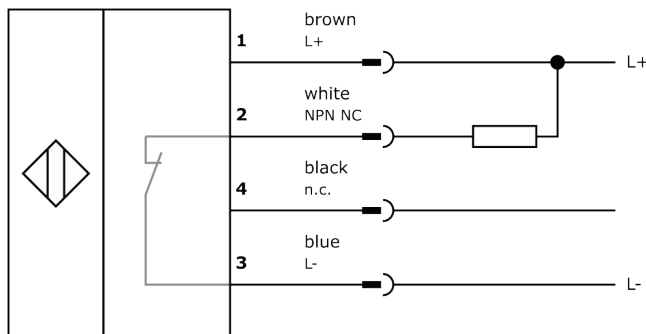 brown
1 L+ L+
white
2 NPN NC
black
4 n.c.
blue
3 L- L-